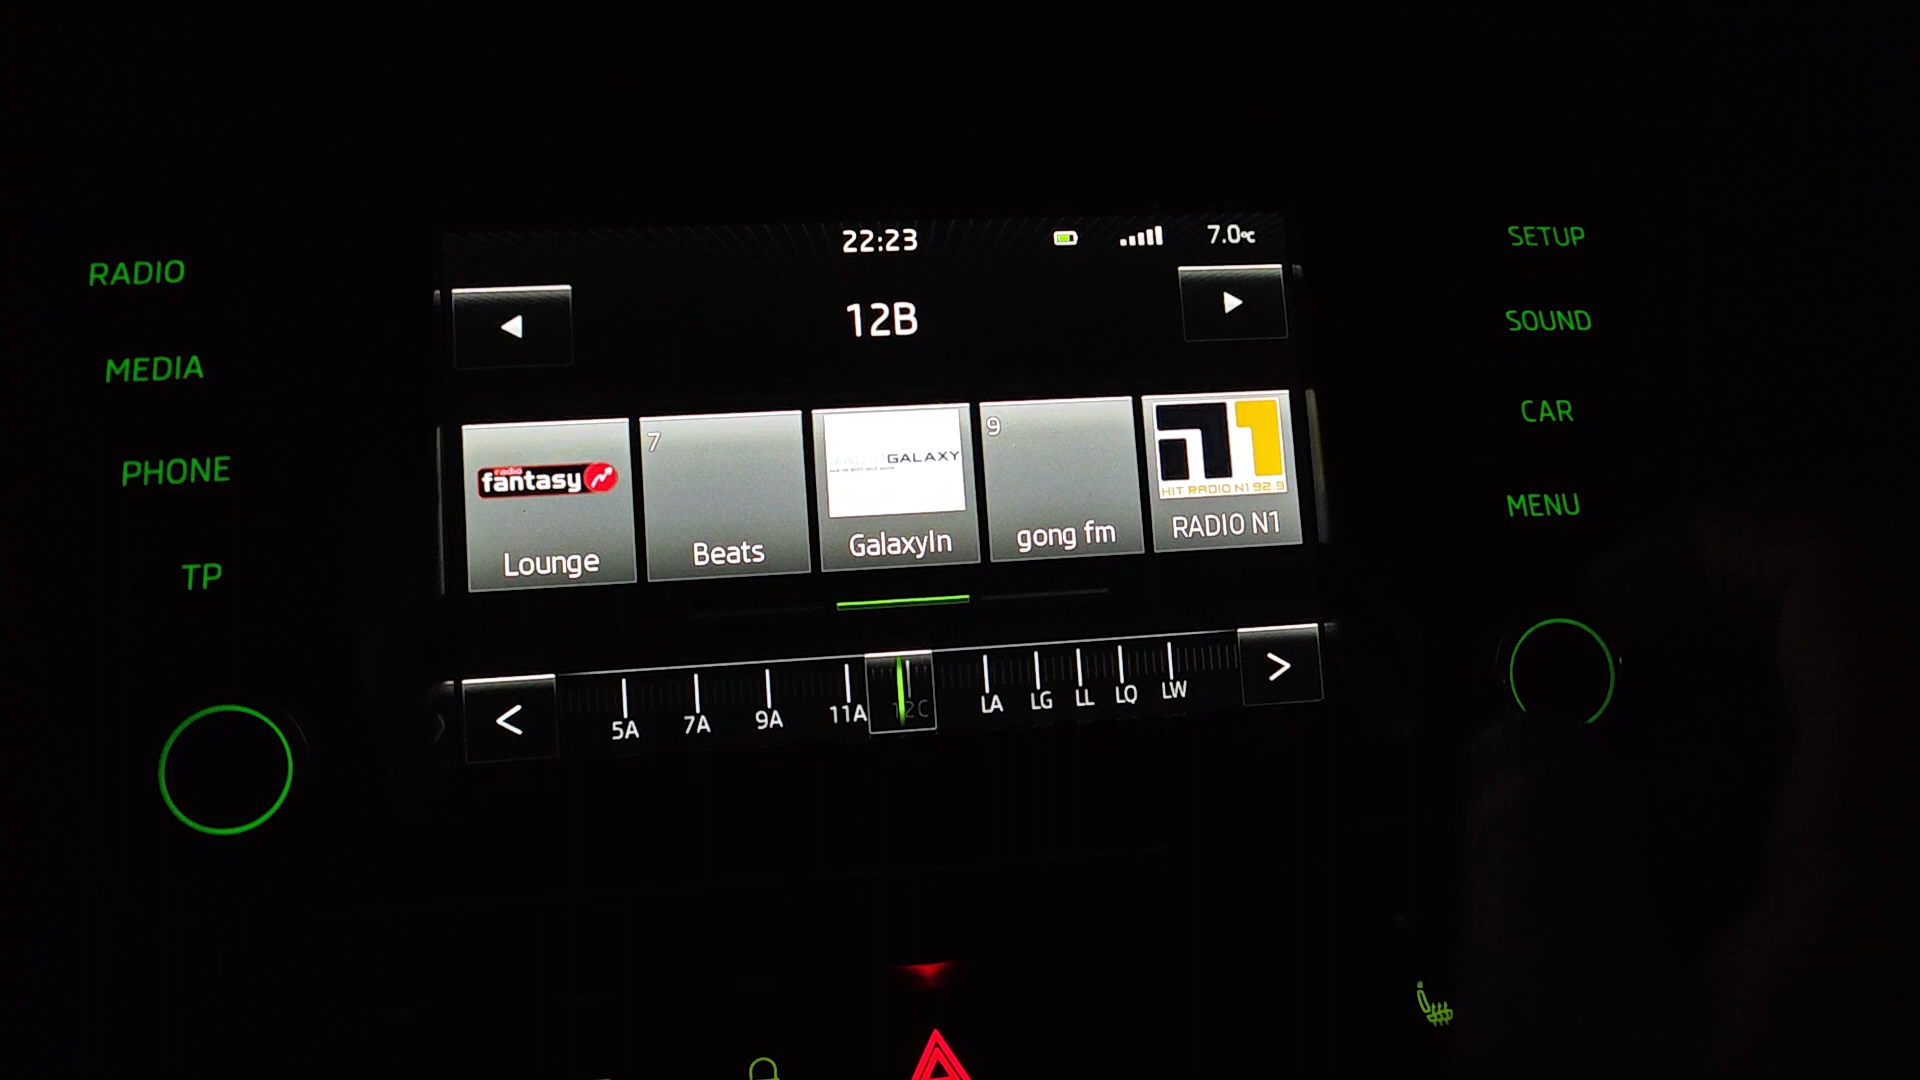 22:23
7.0°C
RADIO
MEDIA
PHONE
TP
12B
radio
fantasy
Lounge
7
Beats
GALAXY
GalaxyIn
9
gong fm
HIT RADIO N1 92.9
RADIO N1
5A 7A 9A 11A 12C LA LG LL LQ LW
SETUP
SOUND
CAR
MENU